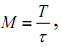 M = T/τ,